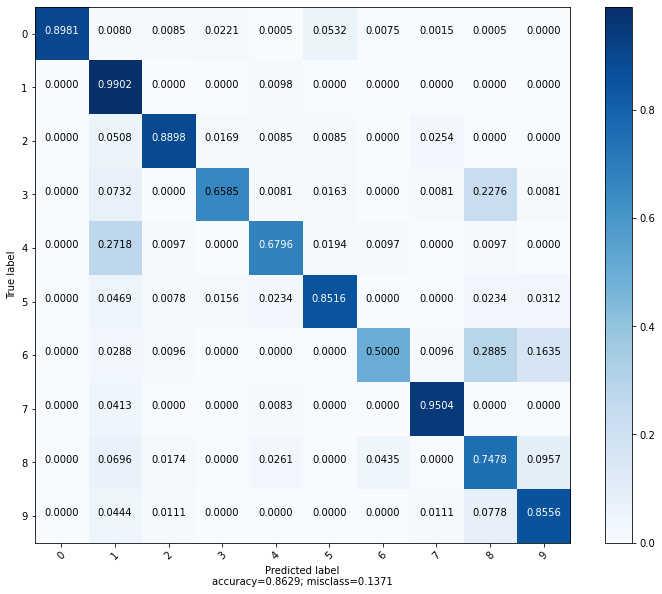 0 0.8981 0.0080 0.0085 0.0221 0.0005 0.0532 0.0075 0.0015 0.0005 0.0000
1 0.0000 0.9902 0.0000 0.0000 0.0098 0.0000 0.0000 0.0000 0.0000 0.0000
0.8
2 0.0000 0.0508 0.8898 0.0169 0.0085 0.0085 0.0000 0.0254 0.0000 0.0000
3 0.0000 0.0732 0.0000 0.6585 0.0081 0.0163 0.0000 0.0081 0.2276 0.0081
0.6
4 0.0000 0.2718 0.0097 0.0000 0.6796 0.0194 0.0097 0.0000 0.0097 0.0000
True label
5 0.0000 0.0469 0.0078 0.0156 0.0234 0.8516 0.0000 0.0000 0.0234 0.0312
0.4
6 0.0000 0.0288 0.0096 0.0000 0.0000 0.0000 0.5000 0.0096 0.2885 0.1635
7 0.0000 0.0413 0.0000 0.0000 0.0083 0.0000 0.0000 0.9504 0.0000 0.0000
0.2
8 0.0000 0.0696 0.0174 0.0000 0.0261 0.0000 0.0435 0.0000 0.7478 0.0957
9 0.0000 0.0444 0.0111 0.0000 0.0000 0.0000 0.0000 0.0111 0.0778 0.8556
0.0
0 1 2 3 4 5 6 7 8 9
Predicted label
accuracy=0.8629; misclass=0.1371